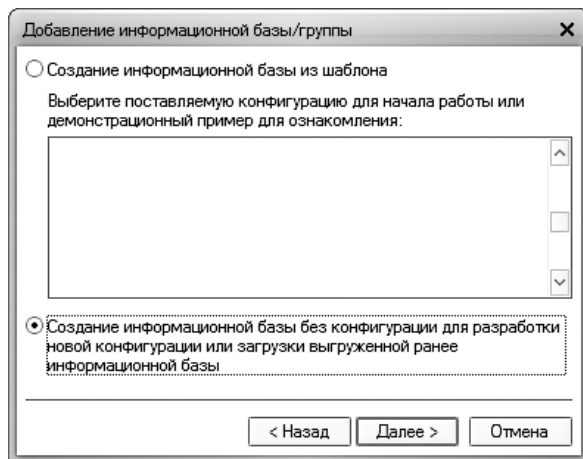 Добавление информационной базы/группы
Создание информационной базы из шаблона
Выберите поставляемую конфигурацию для начала работы или
демонстрационный пример для ознакомления:
Создание информационной базы без конфигурации для разработки
новой конфигурации или загрузки выгруженной ранее
информационной базы
< Назад
Далее >
Отмена